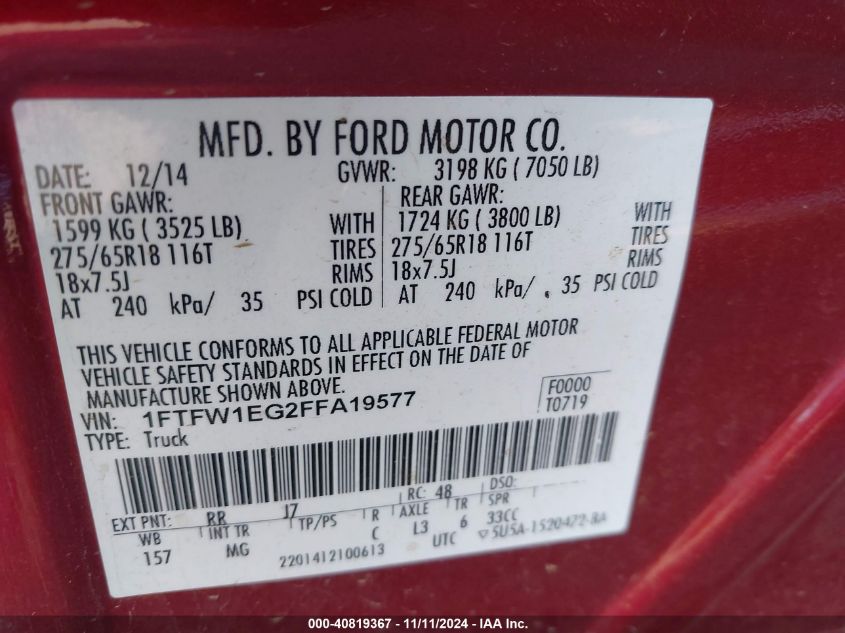 MFD. BY FORD MOTOR CO.
DATE: 12/14 GVWR: 3198 KG ( 7050 LB)
FRONT GAWR: REAR GAWR:
1599 KG ( 3525 LB) WITH 1724 KG ( 3800 LB) WITH
275/65R18 116T TIRES 275/65R18 116T TIRES
18x7.5J RIMS 18x7.5J RIMS
AT 240 kPa/ 35 PSI COLD AT 240 kPa/ . 35 PSI COLD
THIS VEHICLE CONFORMS TO ALL APPLICABLE FEDERAL MOTOR
VEHICLE SAFETY STANDARDS IN EFFECT ON THE DATE OF
MANUFACTURE SHOWN ABOVE.
VIN: 1FTFW1EG2FFA19577 F0000
TYPE: Truck T0719
EXT PNT: RR J7 RC: 48 DSO:
WB INT TR TP/PS R AXLE TR SPR
157 MG C L3 6 33CC
2201412100613 UTC ▽5U5A-1520472-BA
000-40819367 - 11/11/2024 - IAA Inc.